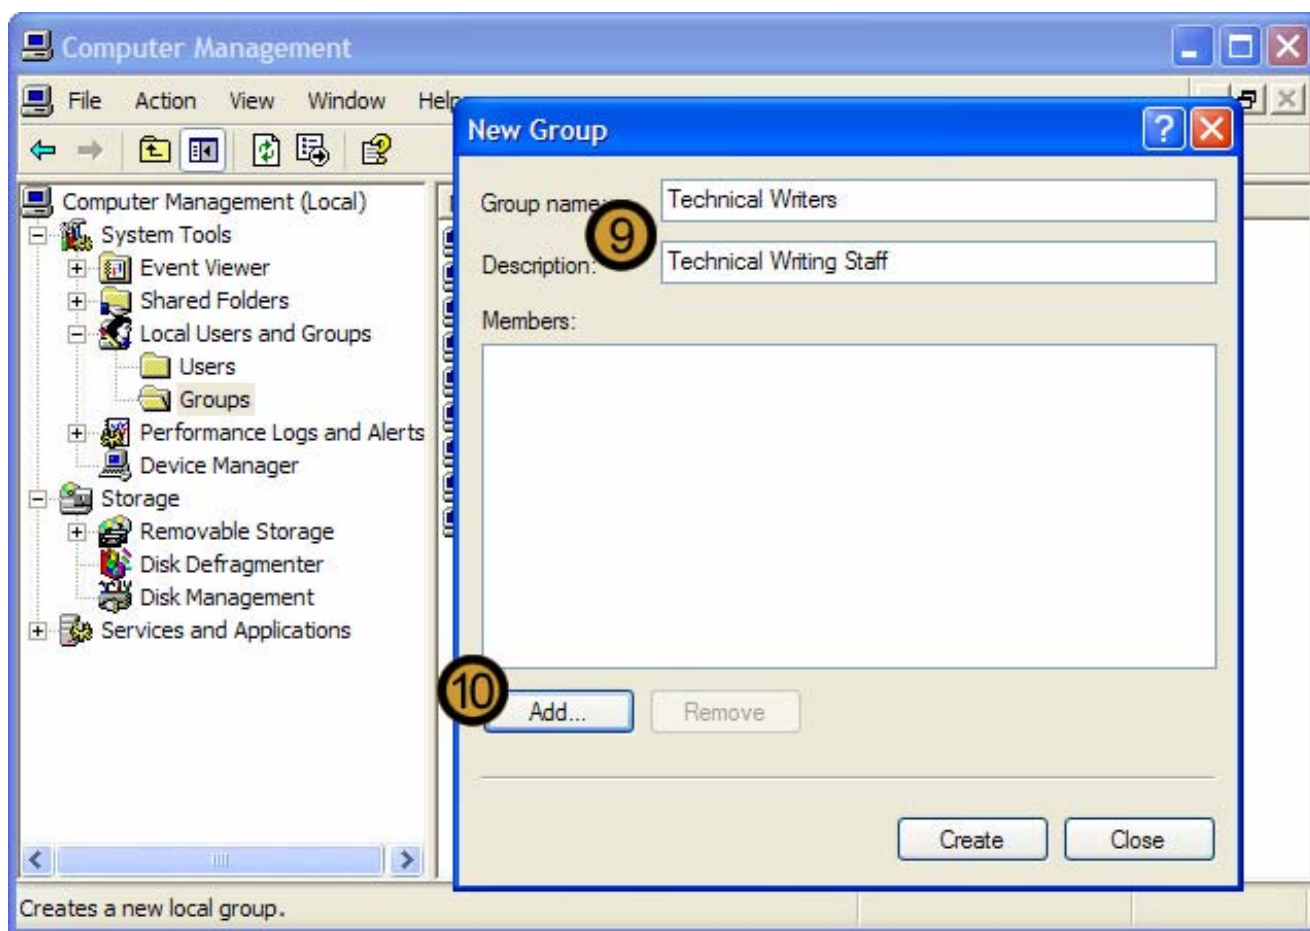 Computer Management
File Action View Window Help
New Group
Computer Management (Local)
System Tools
Event Viewer
Shared Folders
Local Users and Groups
Users
Groups
Performance Logs and Alerts
Device Manager
Storage
Removable Storage
Disk Defragmenter
Disk Management
Services and Applications
Group name: Technical Writers
9
Description: Technical Writing Staff
Members:
10
Add... Remove
Create Close
Creates a new local group.